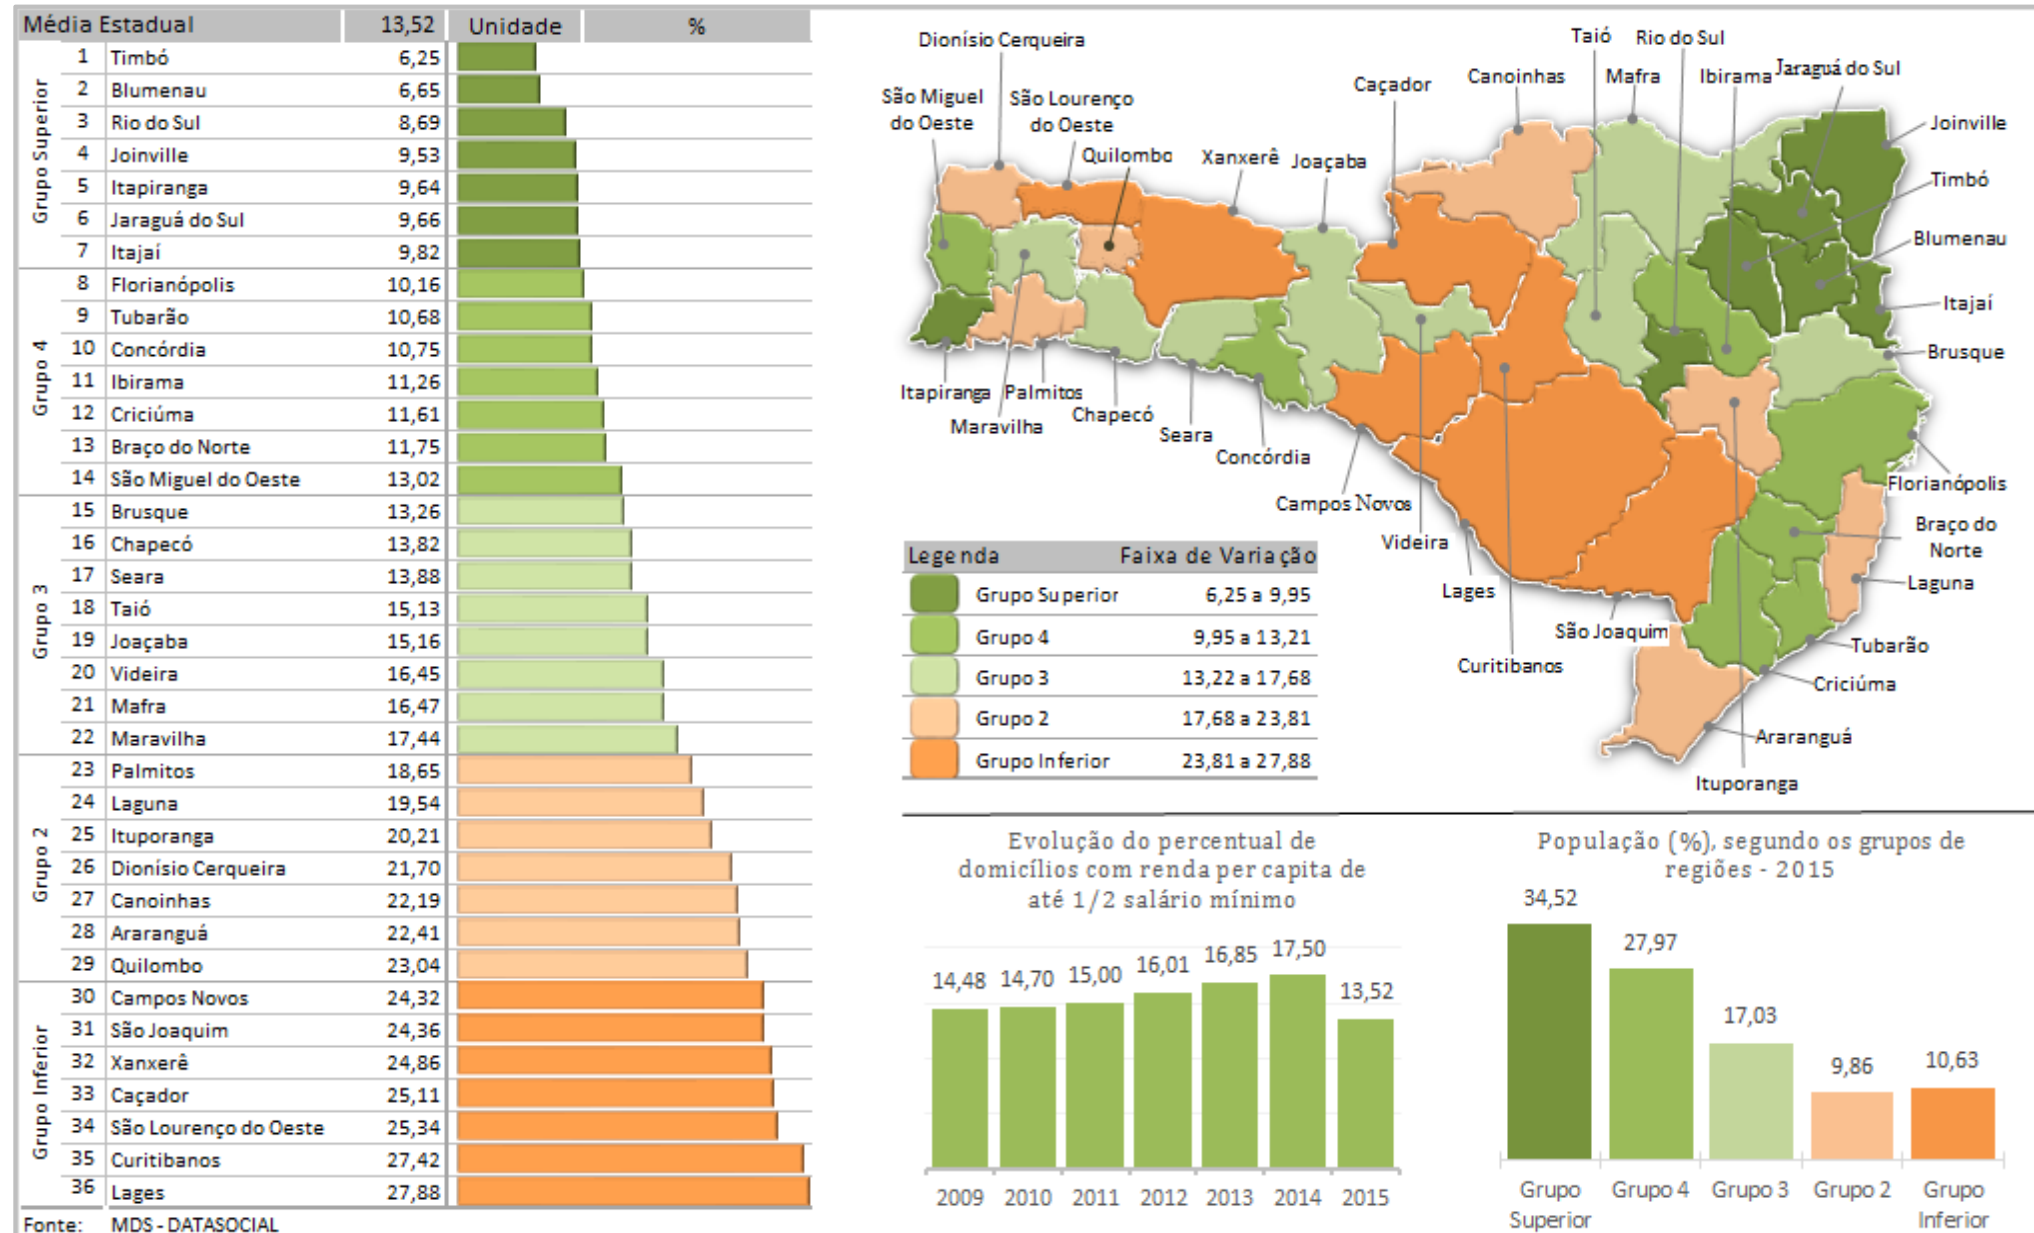 Média Estadual 13,52 Unidade %
Grupo Superior
1 Timbó 6,25
2 Blumenau 6,65
3 Rio do Sul 8,69
4 Joinville 9,53
5 Itapiranga 9,64
6 Jaraguá do Sul 9,66
7 Itajaí 9,82
Grupo 4
8 Florianópolis 10,16
9 Tubarão 10,68
10 Concórdia 10,75
11 Ibirama 11,26
12 Criciúma 11,61
13 Braço do Norte 11,75
14 São Miguel do Oeste 13,02
Grupo 3
15 Brusque 13,26
16 Chapecó 13,82
17 Seara 13,88
18 Taió 15,13
19 Joaçaba 15,16
20 Videira 16,45
21 Mafra 16,47
22 Maravilha 17,44
Grupo 2
23 Palmitos 18,65
24 Laguna 19,54
25 Ituporanga 20,21
26 Dionísio Cerqueira 21,70
27 Canoinhas 22,19
28 Araranguá 22,41
29 Quilombo 23,04
Grupo Inferior
30 Campos Novos 24,32
31 São Joaquim 24,36
32 Xanxerê 24,86
33 Caçador 25,11
34 São Lourenço do Oeste 25,34
35 Curitibanos 27,42
36 Lages 27,88
Fonte: MDS - DATASOCIAL
Dionísio Cerqueira
Taió
Rio do Sul
São Miguel
do Oeste
São Lourenço
do Oeste
Caçador
Canoinhas
Mafra
Ibirama
Jaraguá do Sul
Joinville
Quilombo
Xanxerê
Joaçaba
Timbó
Blumenau
Itajaí
Brusque
Itapiranga
Palmitos
Maravilha
Chapecó
Seara
Concórdia
Campos Novos
Videira
Florianópolis
Braço do
Norte
Laguna
Lages
São Joaquim
Curitibanos
Tubarão
Criciúma
Araranguá
Ituporanga
Legenda Faixa de Variação
Grupo Superior 6,25 a 9,95
Grupo 4 9,95 a 13,21
Grupo 3 13,22 a 17,68
Grupo 2 17,68 a 23,81
Grupo Inferior 23,81 a 27,88
Evolução do percentual de
domicílios com renda per capita de
até 1/2 salário mínimo
14,48 14,70 15,00 16,01 16,85 17,50 13,52
2009 2010 2011 2012 2013 2014 2015
População (%), segundo os grupos de
regiões - 2015
34,52 27,97 17,03 9,86 10,63
Grupo Grupo 4 Grupo 3 Grupo 2 Grupo
Superior Inferior